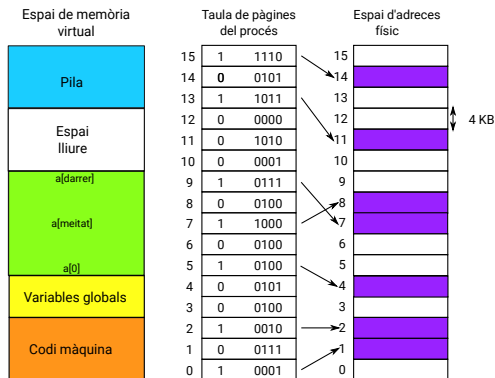 Espai de memòria
virtual
Pila
Espai
lliure
a[darrer]
a[meitat]
a[0]
Variables globals
Codi màquina
Taula de pàgines
del procés
15 1 1110
14 0 0101
13 1 1011
12 0 0000
11 0 1010
10 0 0001
9 1 0111
8 0 0100
7 1 1000
6 0 0100
5 1 0100
4 0 0101
3 0 0100
2 1 0010
1 0 0111
0 1 0001
Espai d'adreces
físic
15
14
13
12
11
10
9
8
7
6
5
4
3
2
1
0
4 KB